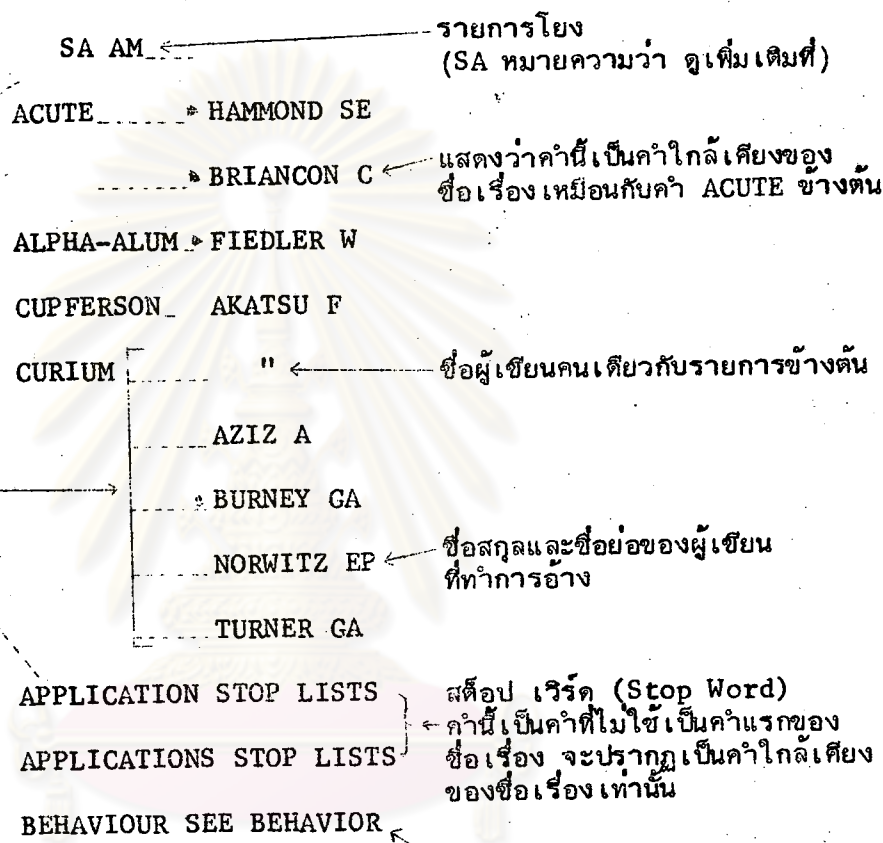 SA AM
รายการโยง
(SA หมายความว่า ดูเพิ่มเติมที่)
ACUTE HAMMOND SE
BRIANCON C
แสดงว่าคำนี้เป็นคำใกล้เคียงของ
ชื่อเรื่อง เหมือนกับคำ ACUTE ข้างต้น
ALPHA-ALUM FIEDLER W
CUPFERSON AKATSU F
CURIUM "
ชื่อผู้เขียนคนเดียวกับรายการข้างต้น
AZIZ A
BURNEY GA
NORWITZ EP
ชื่อสกุลและชื่อย่อของผู้เขียน
ที่ทำการอ้าง
TURNER GA
APPLICATION STOP LISTS
APPLICATIONS STOP LISTS
สต็อป เวิร์ด (Stop Word)
คำนี้เป็นคำที่ไม่ใช้เป็นคำแรกของ
ชื่อเรื่อง จะปรากฏเป็นคำใกล้เคียง
ของชื่อเรื่องเท่านั้น
BEHAVIOUR SEE BEHAVIOR